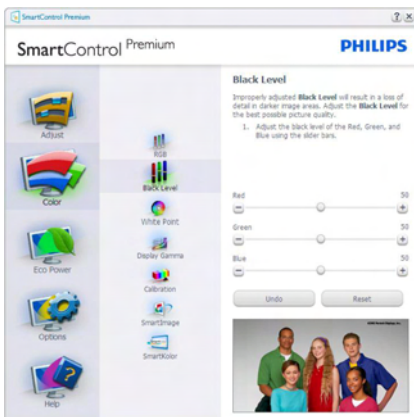 SmartControl Premium
SmartControl Premium
PHILIPS
Adjust
Color
Eco Power
Options
Help
RGB
Black Level
White Point
Display Gamma
Calibration
SmartImage
SmartKolor
Black Level
Improperly adjusted Black Level will result in a loss of
detail in darker image areas. Adjust the Black Level for
the best possible picture quality.
1. Adjust the black level of the Red, Green, and
Blue using the slider bars.
Red 50
Green 50
Blue 50
Undo Reset